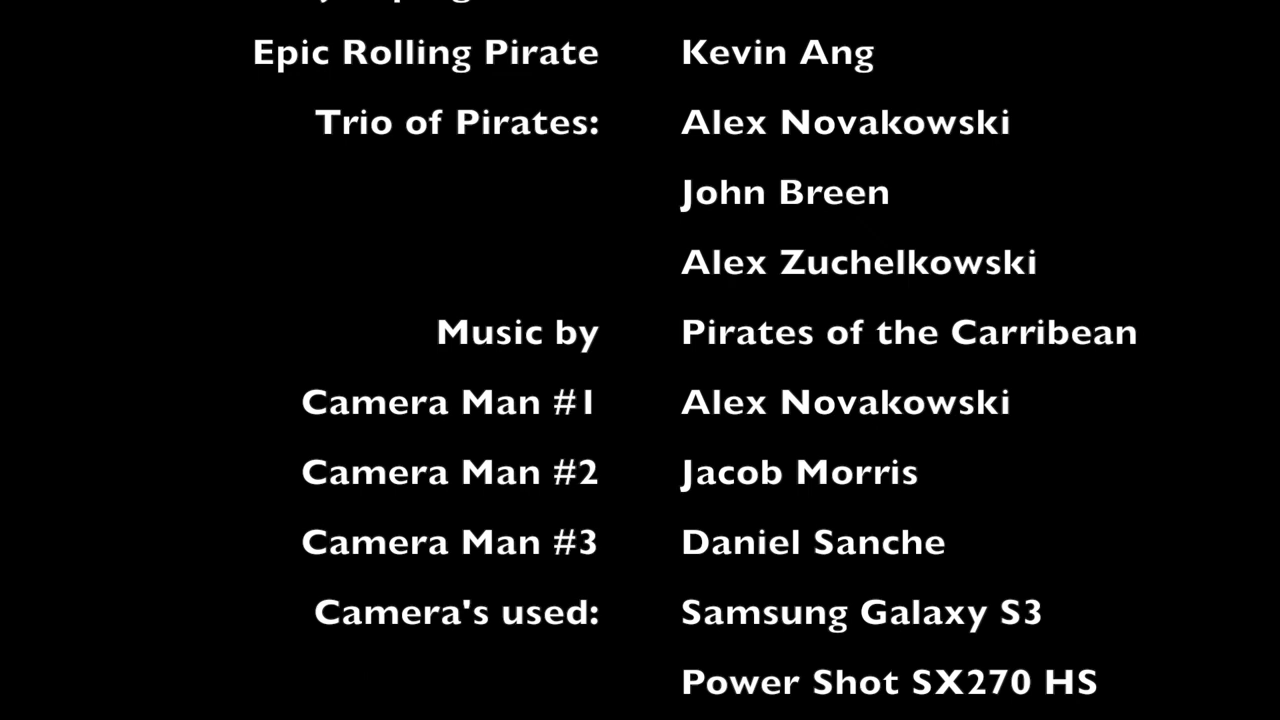 Epic Rolling Pirate Kevin Ang
Trio of Pirates: Alex Novakowski
John Breen
Alex Zuchelkowski
Music by Pirates of the Carribean
Camera Man #1 Alex Novakowski
Camera Man #2 Jacob Morris
Camera Man #3 Daniel Sanche
Camera's used: Samsung Galaxy S3
Power Shot SX270 HS